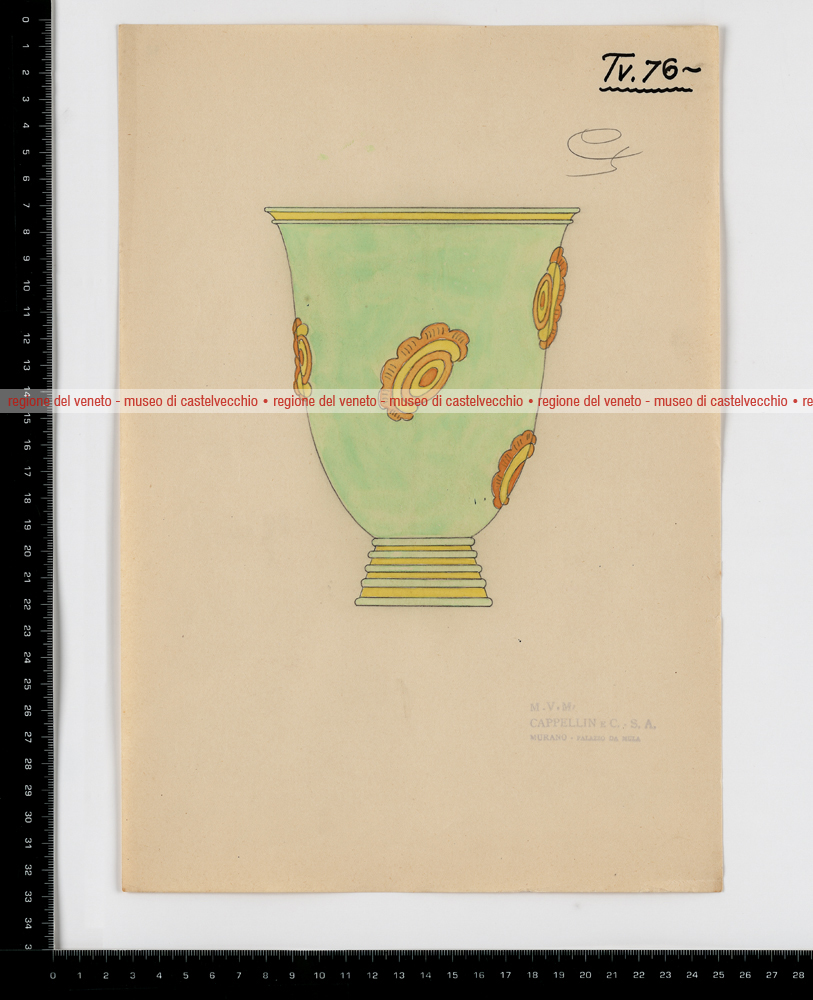 Tv. 76~
regione del veneto - museo di castelvecchio • regione del veneto - museo di castelvecchio • regione del veneto - museo di castelvecchio • re
M.V.M.
CAPPELLIN & C., S. A.
MURANO - PALAZZO DA MULA
0 1 2 3 4 5 6 7 8 9 10 11 12 13 14 15 16 17 18 19 20 21 22 23 24 25 26 27 28 29 30 31 32 33 34 3
0 1 2 3 4 5 6 7 8 9 10 11 12 13 14 15 16 17 18 19 20 21 22 23 24 25 26 27 28